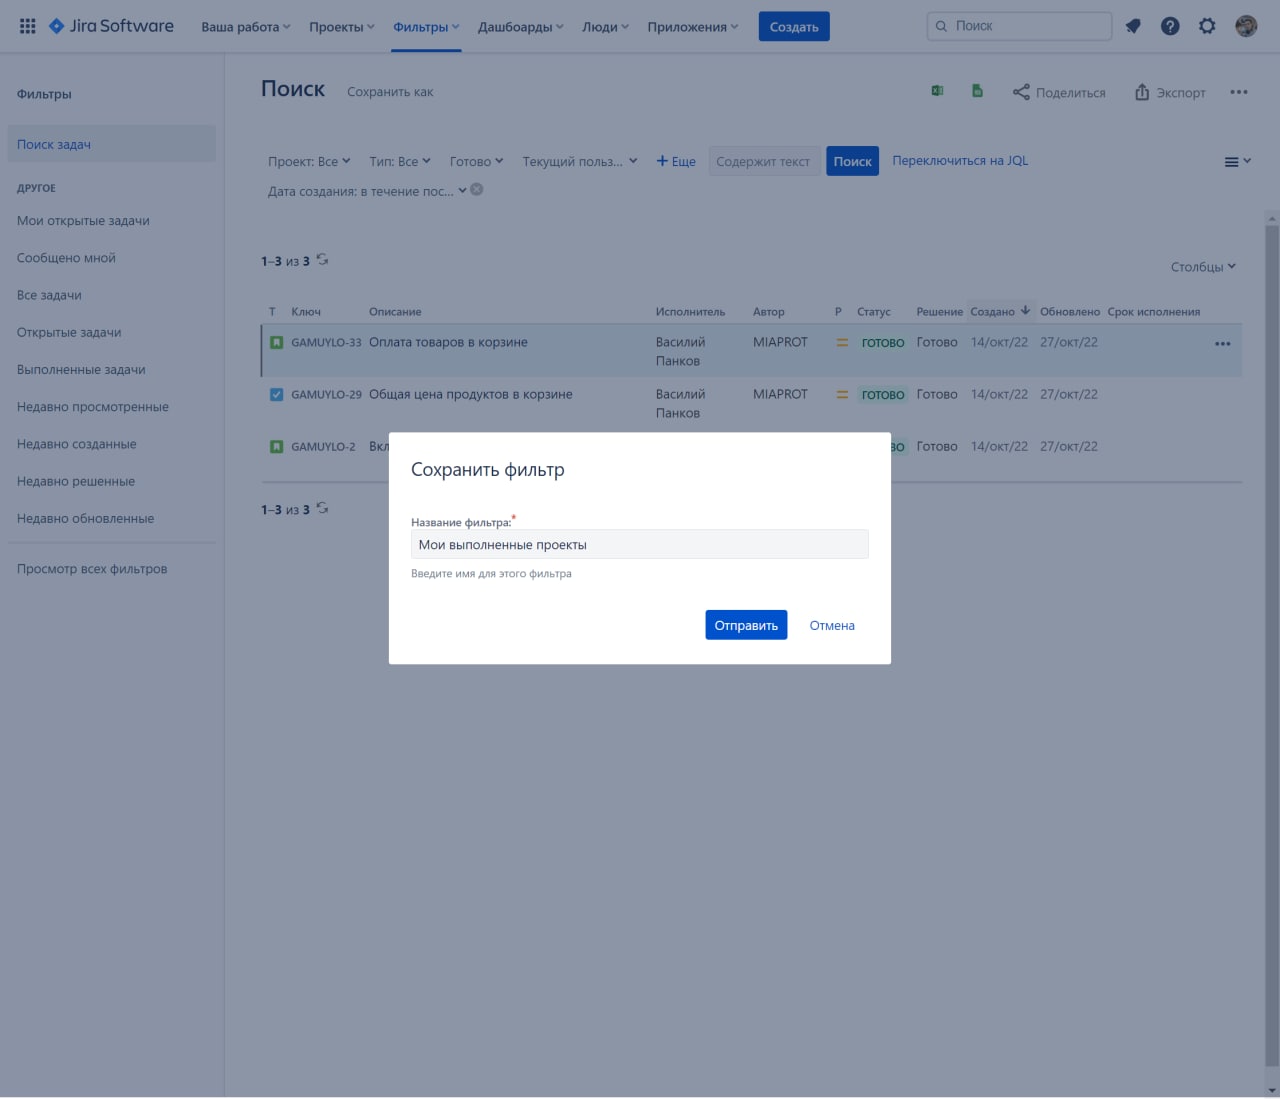 Jira Software Ваша работа Проекты Фильтры Дашборды Люди Приложения Создать Поиск
Фильтры
Поиск задач
ДРУГОЕ
Мои открытые задачи
Сообщено мной
Все задачи
Открытые задачи
Выполненные задачи
Недавно просмотренные
Недавно созданные
Недавно решенные
Недавно обновленные
Просмотр всех фильтров
Поиск Сохранить как Поделиться Экспорт
Проект: Все Тип: Все Готово Текущий польз... + Еще Содержит текст Поиск Переключиться на JQL
Дата создания: в течение пос...
1–3 из 3
Столбцы
Т Ключ Описание Исполнитель Автор P Статус Решение Создано Обновлено Срок исполнения
GAMUYLO-33 Оплата товаров в корзине Василий Панков MIAPROT ГОТОВО Готово 14/окт/22 27/окт/22
GAMUYLO-29 Общая цена продуктов в корзине Василий Панков MIAPROT ГОТОВО Готово 14/окт/22 27/окт/22
GAMUYLO-2 Вкл ВО Готово 14/окт/22 27/окт/22
1–3 из 3
Сохранить фильтр
Название фильтра:*
Мои выполненные проекты
Введите имя для этого фильтра
Отправить Отмена